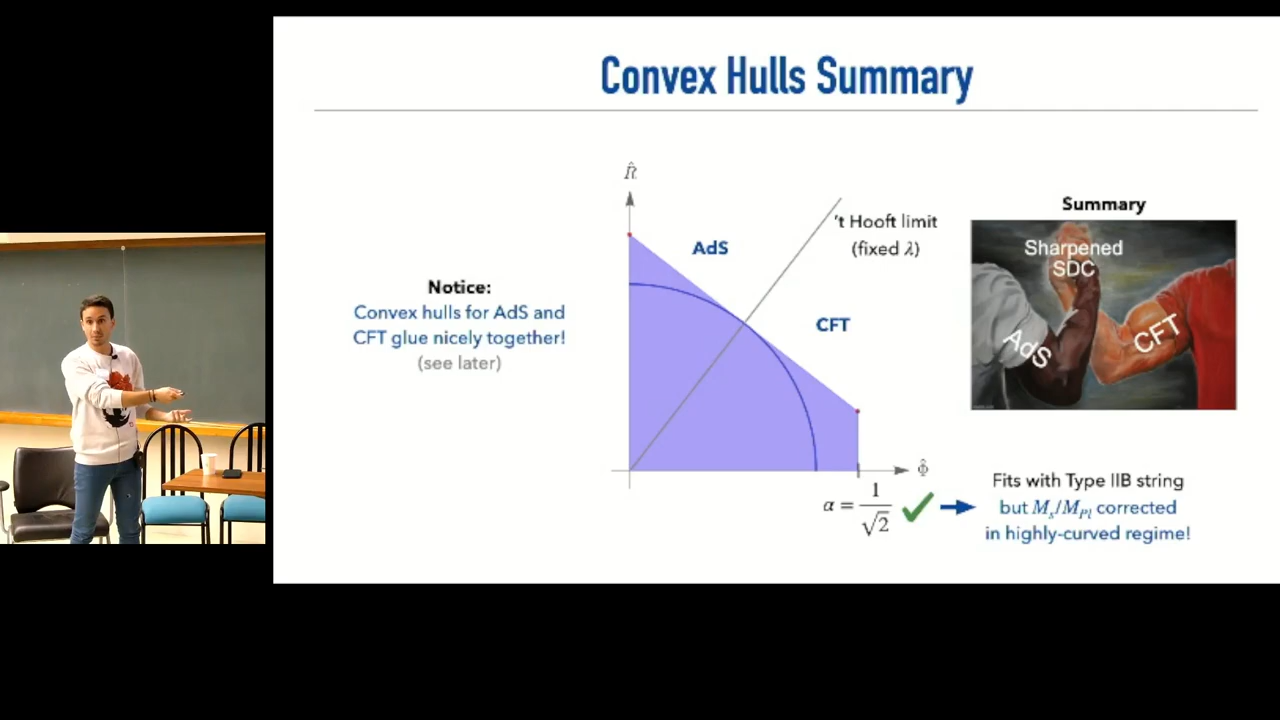 Convex Hulls Summary
Notice:
Convex hulls for AdS and
CFT glue nicely together!
(see later)
R̂
AdS
't Hooft limit
(fixed λ)
CFT
Φ̂
α = 1/√2
Summary
Sharpened
SDC
AdS
CFT
Fits with Type IIB string
but Mₛ/M_Pl corrected
in highly-curved regime!